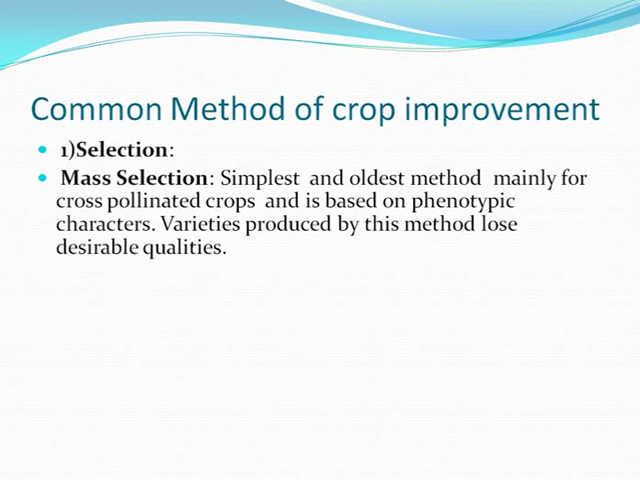 Common Method of crop improvement
1)Selection:
Mass Selection: Simplest and oldest method mainly for
cross pollinated crops and is based on phenotypic
characters. Varieties produced by this method lose
desirable qualities.